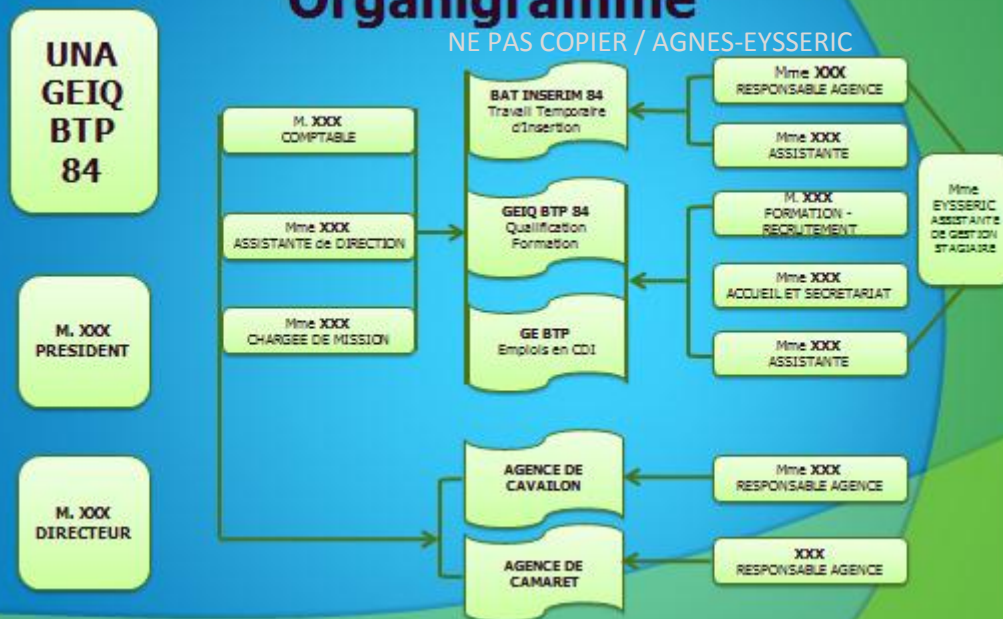 Organigramme
NE PAS COPIER / AGNES-EYSSERIC
UNA
GEIQ
BTP
84
M. XXX
PRESIDENT
M. XXX
DIRECTEUR
M. XXX
COMPTABLE
Mme XXX
ASSISTANTE de DIRECTION
Mme XXX
CHARGEE DE MISSION
BAT INSERIM 84
Travail Temporaire
d'Insertion
GEIQ BTP 84
Qualification
Formation
GE BTP
Emplois en CDI
AGENCE DE
CAVAILON
AGENCE DE
CAMARET
Mme XXX
RESPONSABLE AGENCE
Mme XXX
ASSISTANTE
M. XXX
FORMATION -
RECRUTEMENT
Mme XXX
ACCUEIL ET SECRETARIAT
Mme XXX
ASSISTANTE
Mme XXX
RESPONSABLE AGENCE
XXX
RESPONSABLE AGENCE
Mme
EYSSERIC
ASSISTANTE
DE GESTION
STAGIAIRE